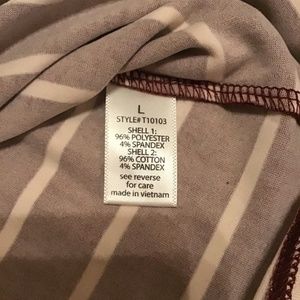 L
STYLE#T10103
SHELL 1:
96% POLYESTER
4% SPANDEX
SHELL 2:
96% COTTON
4% SPANDEX
see reverse
for care
made in vietnam